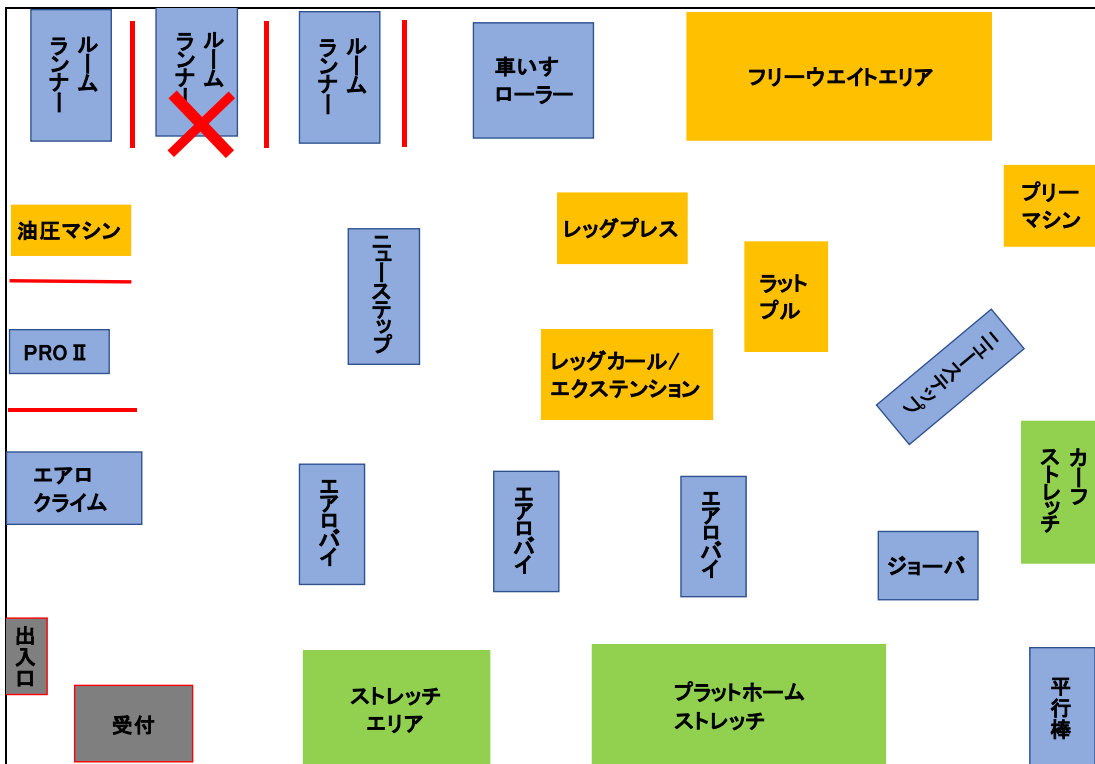 ルーム
ランナー
ルーム
ランナー
ルーム
ランナー
車いす
ローラー
フリーウエイトエリア
プリー
マシン
油圧マシン
レッグプレス
ニューステップ
ラット
プル
PROⅡ
レッグカール/
エクステンション
ニューステップ
カーフ
ストレッチ
エアロ
クライム
エアロバイ
エアロバイ
エアロバイ
ジョーバ
出入口
受付
ストレッチ
エリア
プラットホーム
ストレッチ
平行棒